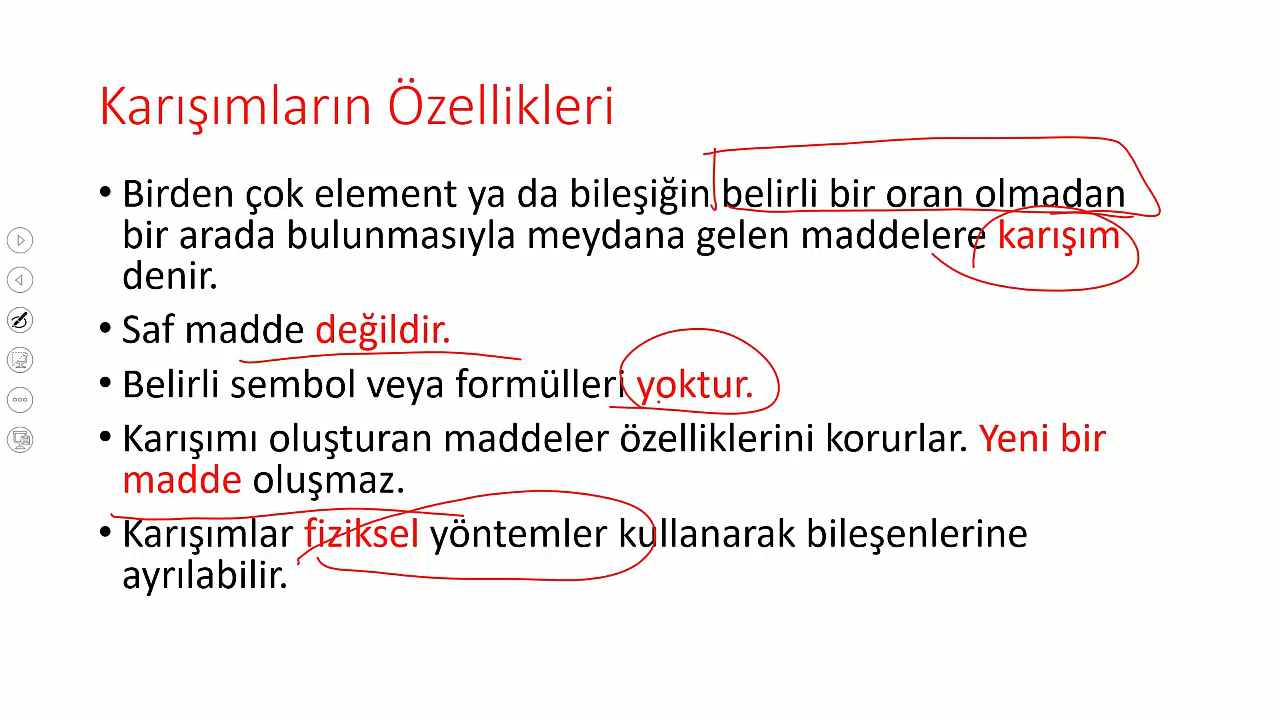 Karışımların Özellikleri
• Birden çok element ya da bileşiğin belirli bir oran olmadan
bir arada bulunmasıyla meydana gelen maddelere karışım
denir.
• Saf madde değildir.
• Belirli sembol veya formülleri yoktur.
• Karışımı oluşturan maddeler özelliklerini korurlar. Yeni bir
madde oluşmaz.
• Karışımlar fiziksel yöntemler kullanarak bileşenlerine
ayrılabilir.